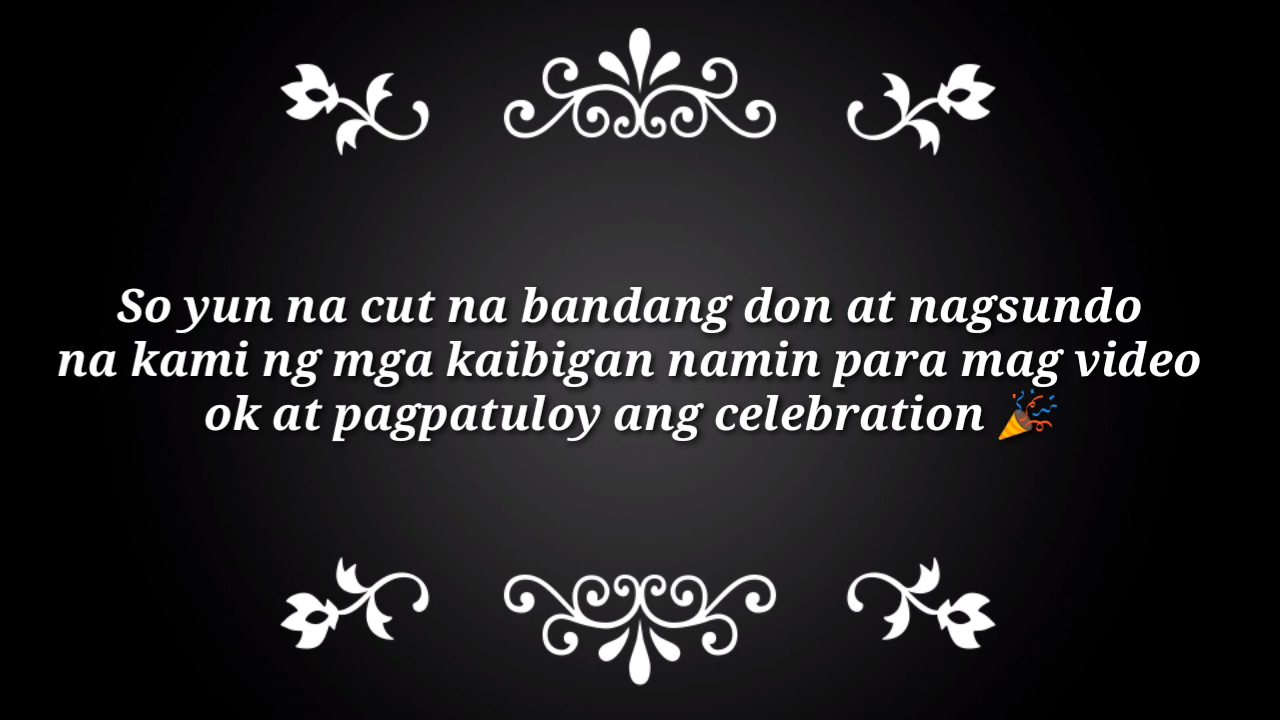 So yun na cut na bandang don at nagsundo
na kami ng mga kaibigan namin para mag video
ok at pagpatuloy ang celebration 🎉